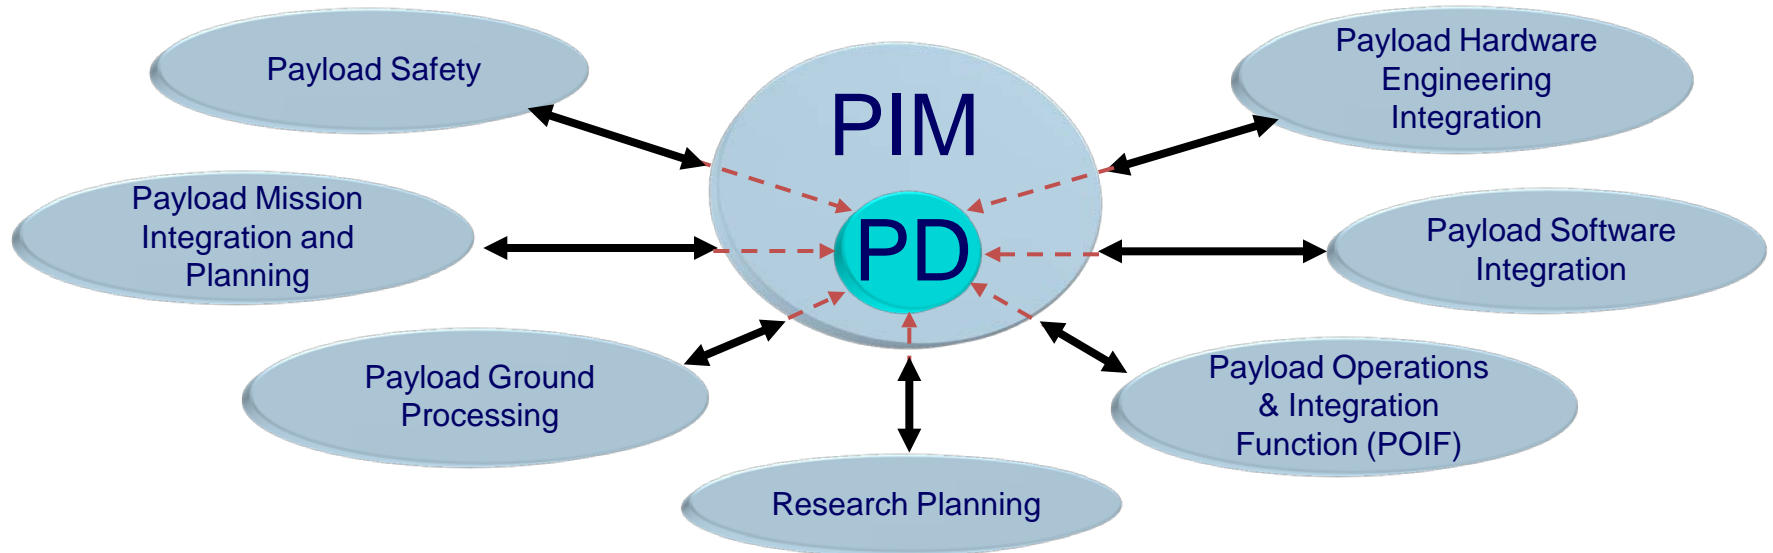 Payload Safety
PIM
Payload Hardware
Engineering
Integration
Payload Mission
Integration and
Planning
PD
Payload Software
Integration
Payload Ground
Processing
Payload Operations
& Integration
Function (POIF)
Research Planning